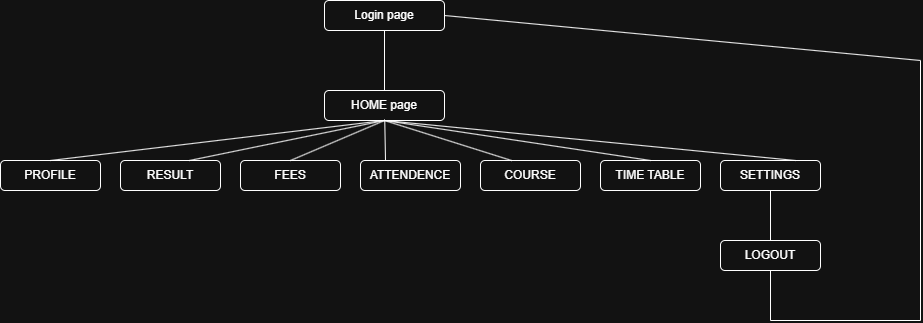 Login page
HOME page
PROFILE
RESULT
FEES
ATTENDENCE
COURSE
TIME TABLE
SETTINGS
LOGOUT